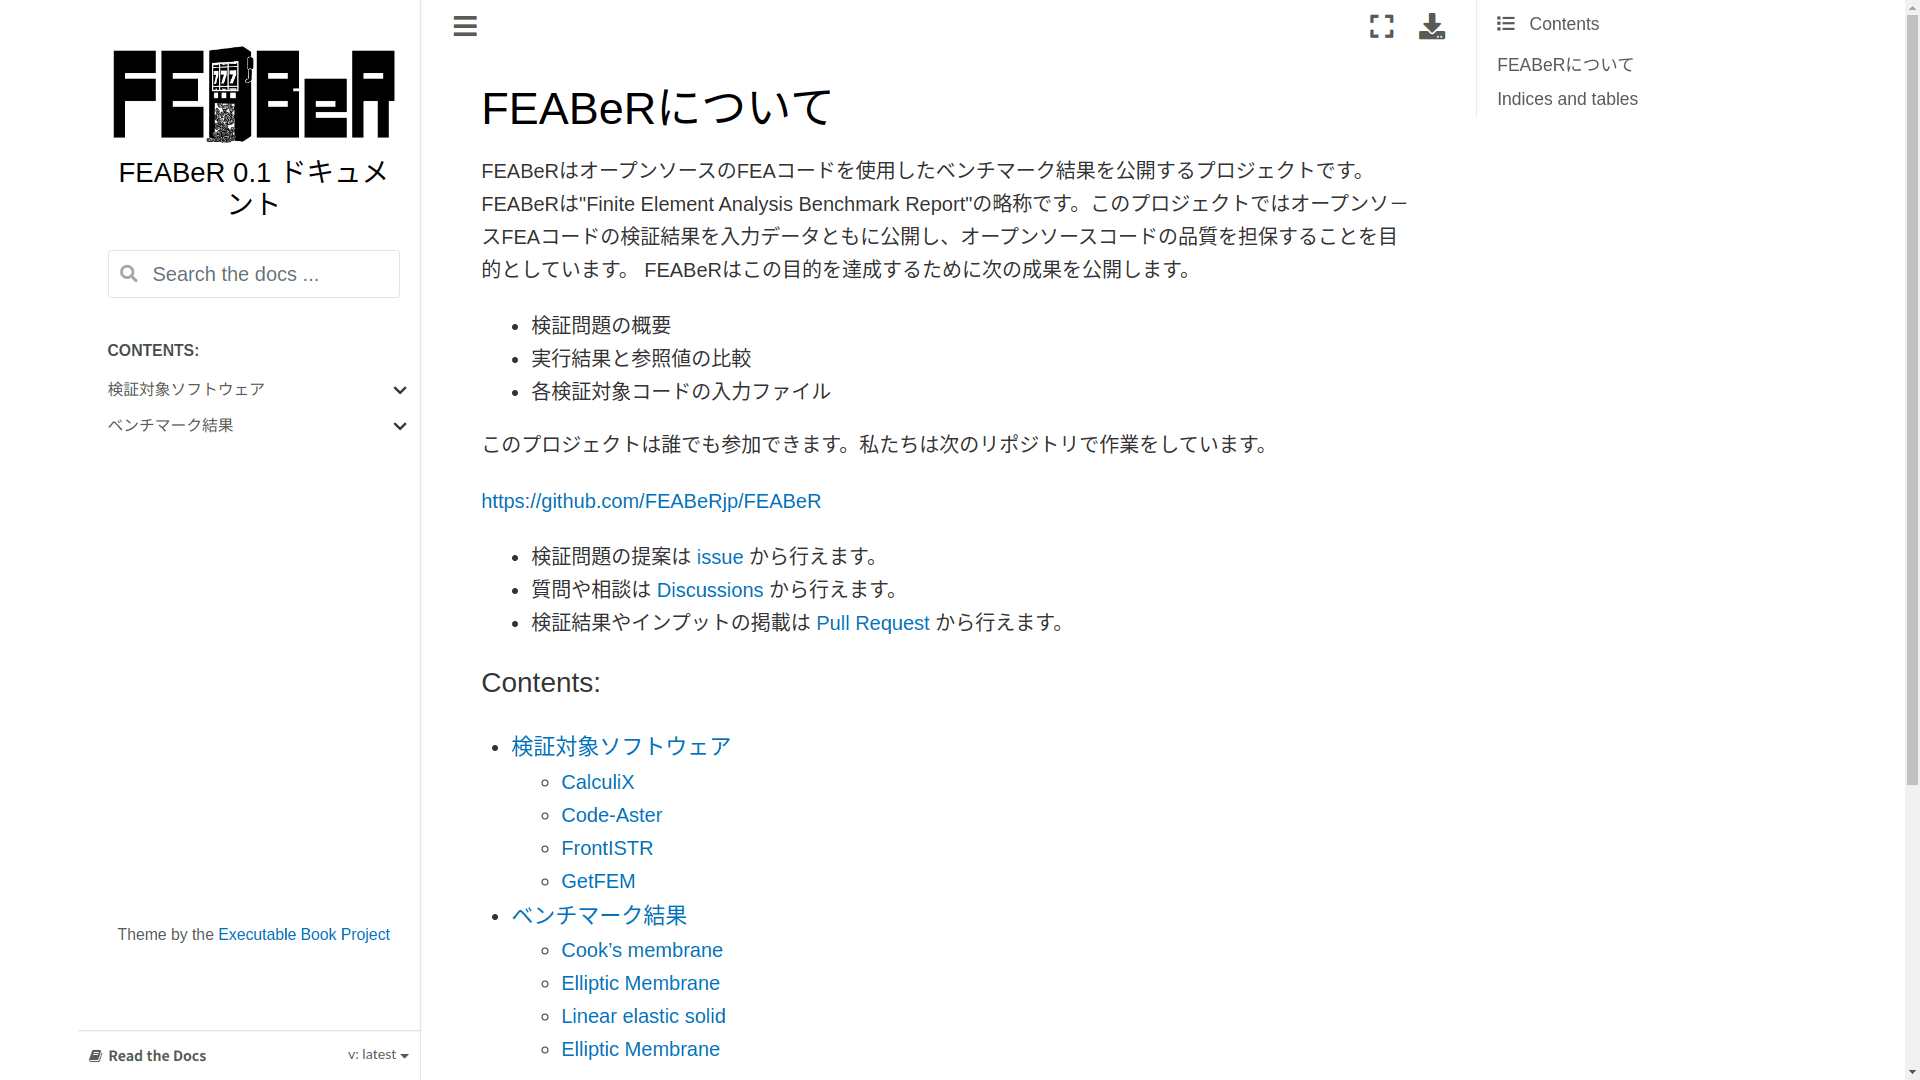 FEABeR
FEABeR 0.1 ドキュメ
ント
Search the docs ...
CONTENTS:
検証対象ソフトウェア
ベンチマーク結果
Theme by the Executable Book Project
Read the Docs
v: latest
FEABeRについて
FEABeRはオープンソースのFEAコードを使用したベンチマーク結果を公開するプロジェクトです。
FEABeRは"Finite Element Analysis Benchmark Report"の略称です。このプロジェクトではオープンソー
スFEAコードの検証結果を入力データともに公開し、オープンソースコードの品質を担保することを目
的としています。 FEABeRはこの目的を達成するために次の成果を公開します。
検証問題の概要
実行結果と参照値の比較
各検証対象コードの入力ファイル
このプロジェクトは誰でも参加できます。私たちは次のリポジトリで作業をしています。
https://github.com/FEABeRjp/FEABeR
検証問題の提案は issue から行えます。
質問や相談は Discussions から行えます。
検証結果やインプットの掲載は Pull Request から行えます。
Contents:
検証対象ソフトウェア
CalculiX
Code-Aster
FrontISTR
GetFEM
ベンチマーク結果
Cook’s membrane
Elliptic Membrane
Linear elastic solid
Elliptic Membrane
Contents
FEABeRについて
Indices and tables